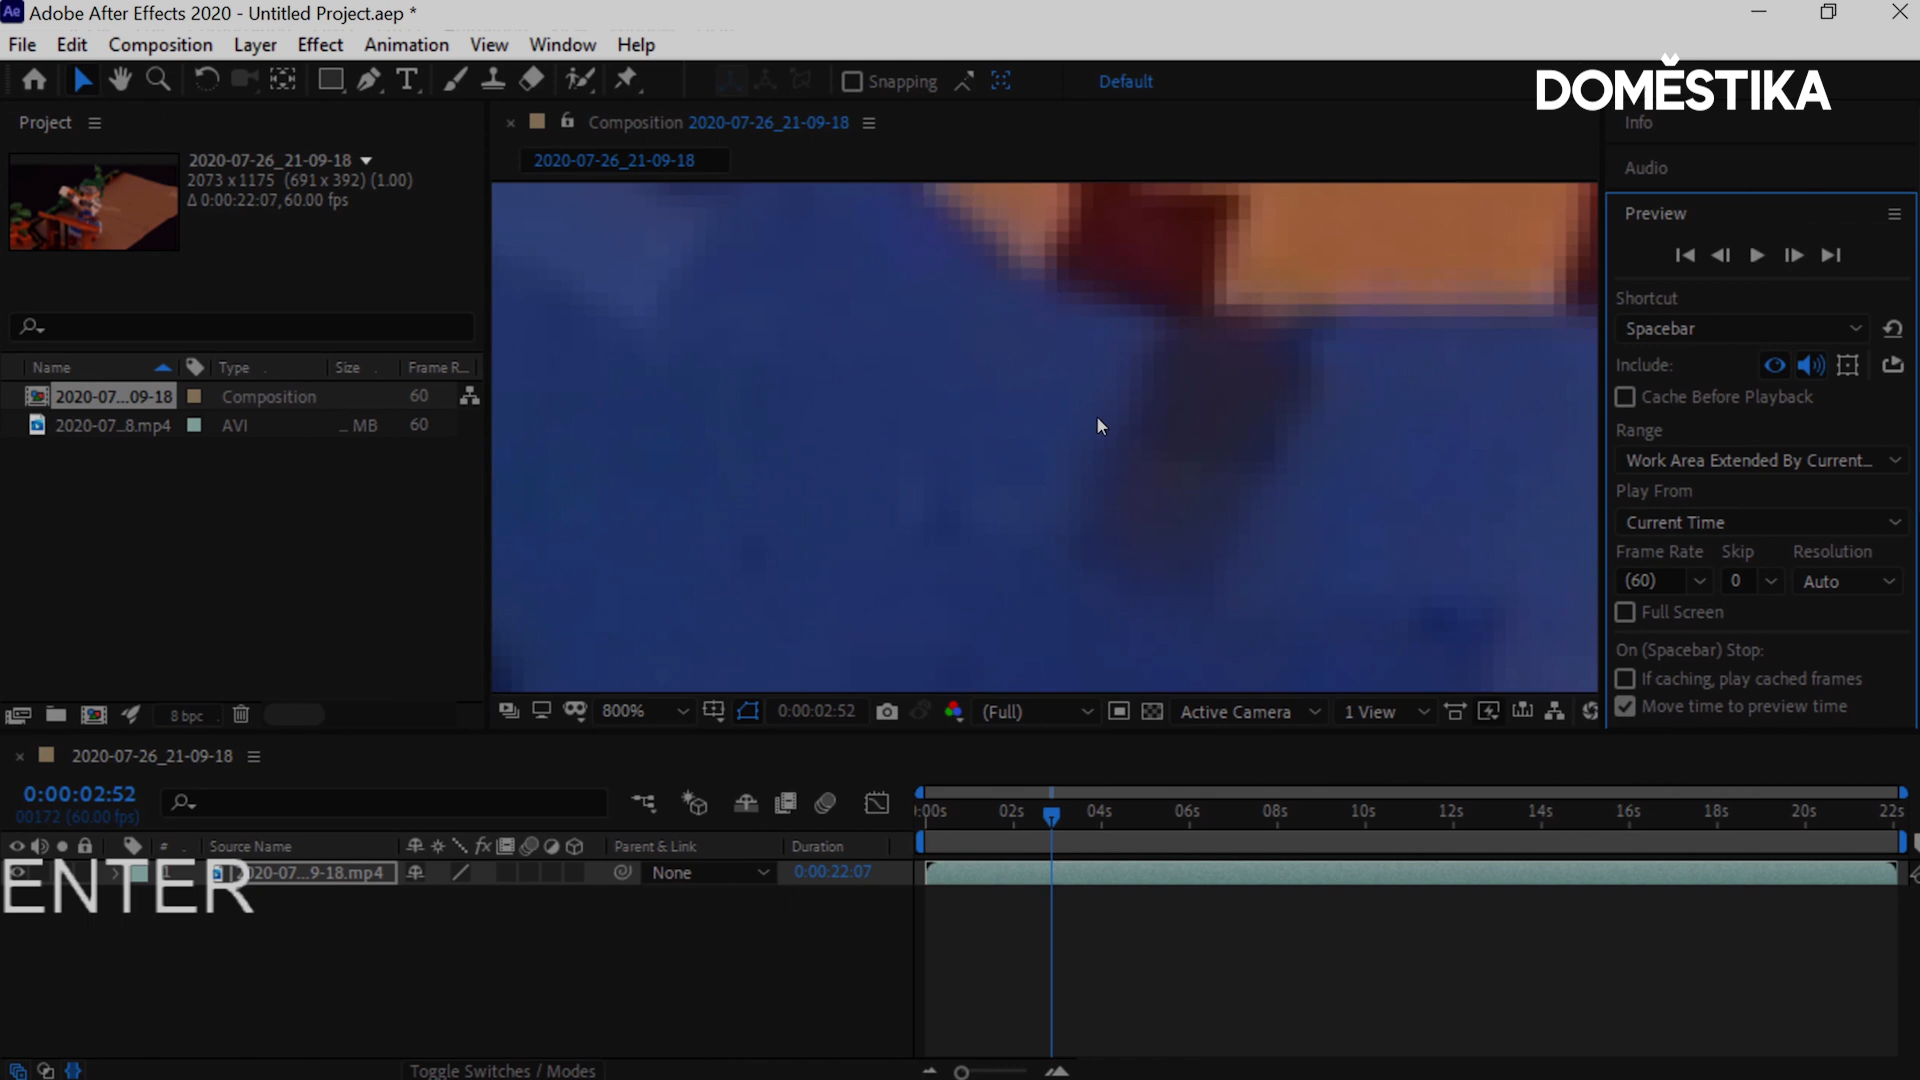 Ae Adobe After Effects 2020 - Untitled Project.aep *
File Edit Composition Layer Effect Animation View Window Help
Snapping Default
DOMĚSTIKA
Project
2020-07-26_21-09-18
2073 x 1175 (691 x 392) (1.00)
Δ 0:00:22:07, 60.00 fps
Composition 2020-07-26_21-09-18
2020-07-26_21-09-18
Info
Audio
Preview
Shortcut
Spacebar
Include:
Cache Before Playback
Range
Work Area Extended By Current...
Play From
Current Time
Frame Rate Skip Resolution
(60) 0 Auto
Full Screen
On (Spacebar) Stop:
If caching, play cached frames
Move time to preview time
Name Type Size Frame R...
2020-07...09-18 Composition 60
2020-07...8.mp4 AVI ... MB 60
8 bpc
800% 0:00:02:52 (Full) Active Camera 1 View
2020-07-26_21-09-18
0:00:02:52
00172 (60.00 fps)
:00s 02s 04s 06s 08s 10s 12s 14s 16s 18s 20s 22s
# Source Name fx Parent & Link Duration
1 2020-07...9-18.mp4 None 0:00:22:07
ENTER
Toggle Switches / Modes